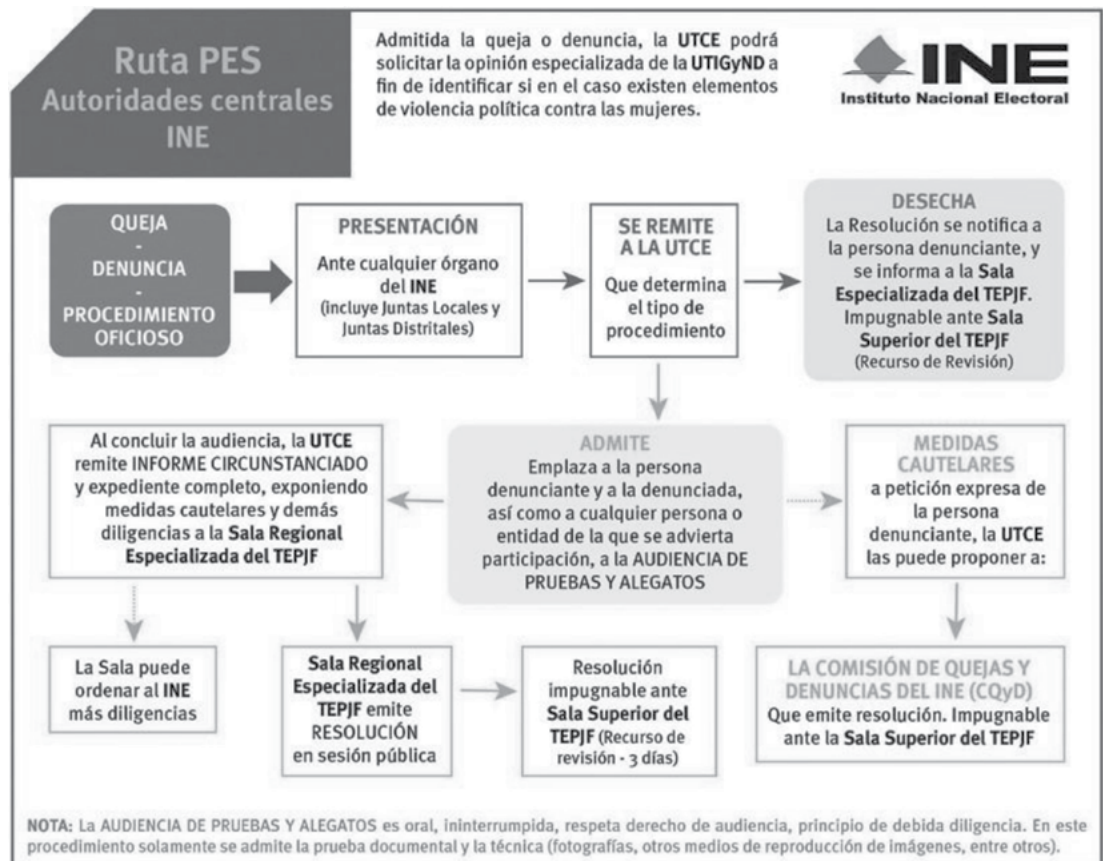 Ruta PES
Autoridades centrales
INE
Admitida la queja o denuncia, la UTCE podrá
solicitar la opinión especializada de la UTIGyND a
fin de identificar si en el caso existen elementos
de violencia política contra las mujeres.
INE
Instituto Nacional Electoral
QUEJA
-
DENUNCIA
-
PROCEDIMIENTO
OFICIOSO
PRESENTACIÓN
Ante cualquier órgano
del INE
(incluye Juntas Locales y
Juntas Distritales)
SE REMITE
A LA UTCE
Que determina
el tipo de
procedimiento
DESECHA
La Resolución se notifica a
la persona denunciante, y
se informa a la Sala
Especializada del TEPJF.
Impugnable ante Sala
Superior del TEPJF
(Recurso de Revisión)
Al concluir la audiencia, la UTCE
remite INFORME CIRCUNSTANCIADO
y expediente completo, exponiendo
medidas cautelares y demás
diligencias a la Sala Regional
Especializada del TEPJF
ADMITE
Emplaza a la persona
denunciante y a la denunciada,
así como a cualquier persona o
entidad de la que se advierta
participación, a la AUDIENCIA DE
PRUEBAS Y ALEGATOS
MEDIDAS
CAUTELARES
a petición expresa de
la persona
denunciante, la UTCE
las puede proponer a:
La Sala puede
ordenar al INE
más diligencias
Sala Regional
Especializada del
TEPJF emite
RESOLUCIÓN
en sesión pública
Resolución
impugnable ante
Sala Superior del
TEPJF (Recurso de
revisión - 3 días)
LA COMISIÓN DE QUEJAS Y
DENUNCIAS DEL INE (CQyD)
Que emite resolución. Impugnable
ante la Sala Superior del TEPJF
NOTA: La AUDIENCIA DE PRUEBAS Y ALEGATOS es oral, ininterrumpida, respeta derecho de audiencia, principio de debida diligencia. En este
procedimiento solamente se admite la prueba documental y la técnica (fotografías, otros medios de reproducción de imágenes, entre otros).